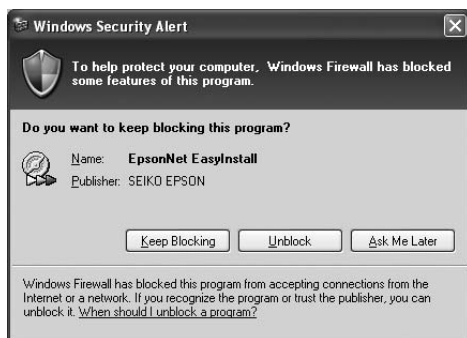 Windows Security Alert
To help protect your computer, Windows Firewall has blocked
some features of this program.
Do you want to keep blocking this program?
Name: EpsonNet EasyInstall
Publisher: SEIKO EPSON
Keep Blocking Unblock Ask Me Later
Windows Firewall has blocked this program from accepting connections from the
Internet or a network. If you recognize the program or trust the publisher, you can
unblock it. When should I unblock a program?